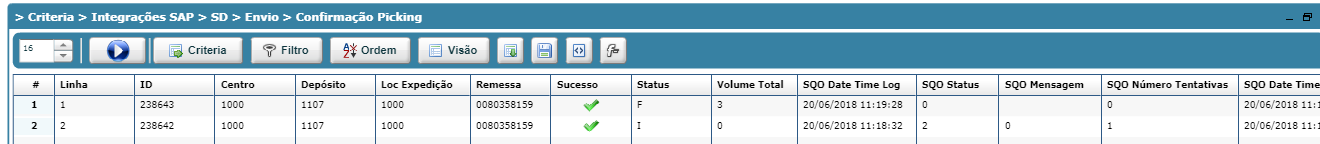 > Criteria > Integrações SAP > SD > Envio > Confirmação Picking
16 Criteria Filtro Ordem Visão
# Linha ID Centro Depósito Loc Expedição Remessa Sucesso Status Volume Total SQO Date Time Log SQO Status SQO Mensagem SQO Número Tentativas SQO Date Time
1 1 238643 1000 1107 1000 0080358159 F 3 20/06/2018 11:19:28 0 0 20/06/2018 11:1
2 2 238642 1000 1107 1000 0080358159 I 0 20/06/2018 11:18:32 2 0 1 20/06/2018 11:1